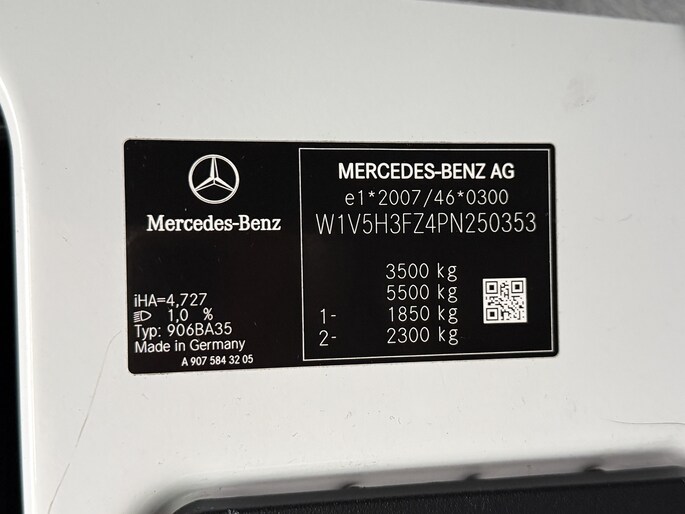 Mercedes-Benz
iHA=4,727
1,0 %
Typ: 906BA35
Made in Germany
A 907 584 32 05
MERCEDES-BENZ AG
e1*2007/46*0300
W1V5H3FZ4PN250353
3500 kg
5500 kg
1- 1850 kg
2- 2300 kg